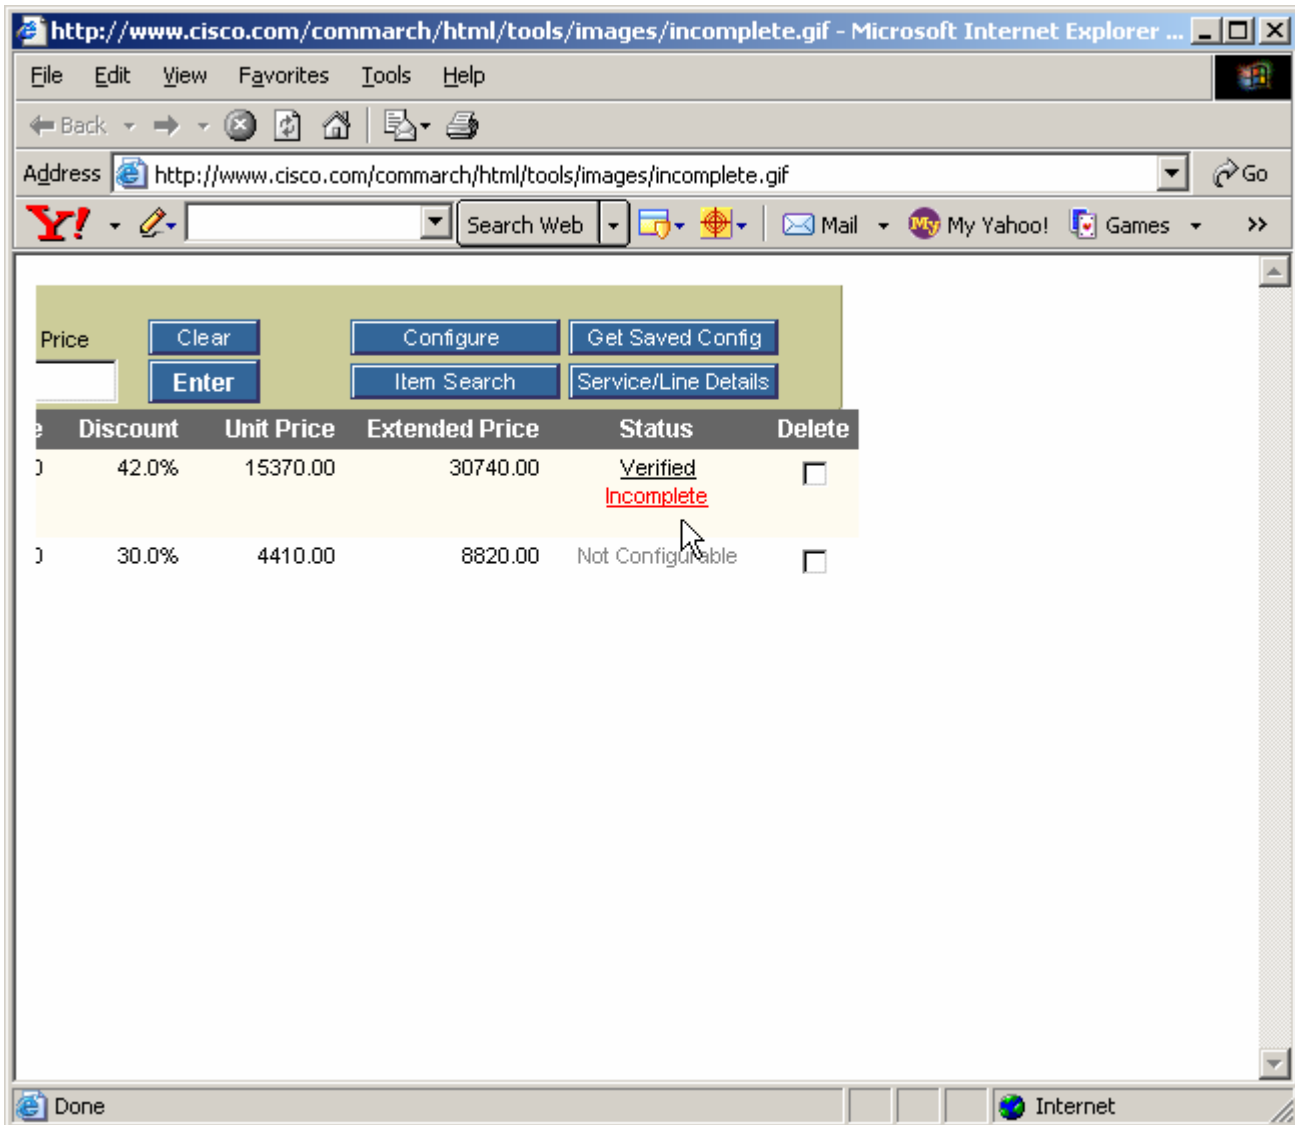 http://www.cisco.com/commarch/html/tools/images/incomplete.gif - Microsoft Internet Explorer ...
File Edit View Favorites Tools Help
Back
Address http://www.cisco.com/commarch/html/tools/images/incomplete.gif Go
Y! Search Web Mail My My Yahoo! Games »
Price Clear Configure Get Saved Config
Enter Item Search Service/Line Details
Discount Unit Price Extended Price Status Delete
42.0% 15370.00 30740.00 Verified
Incomplete
30.0% 4410.00 8820.00 Not Configurable
Done Internet